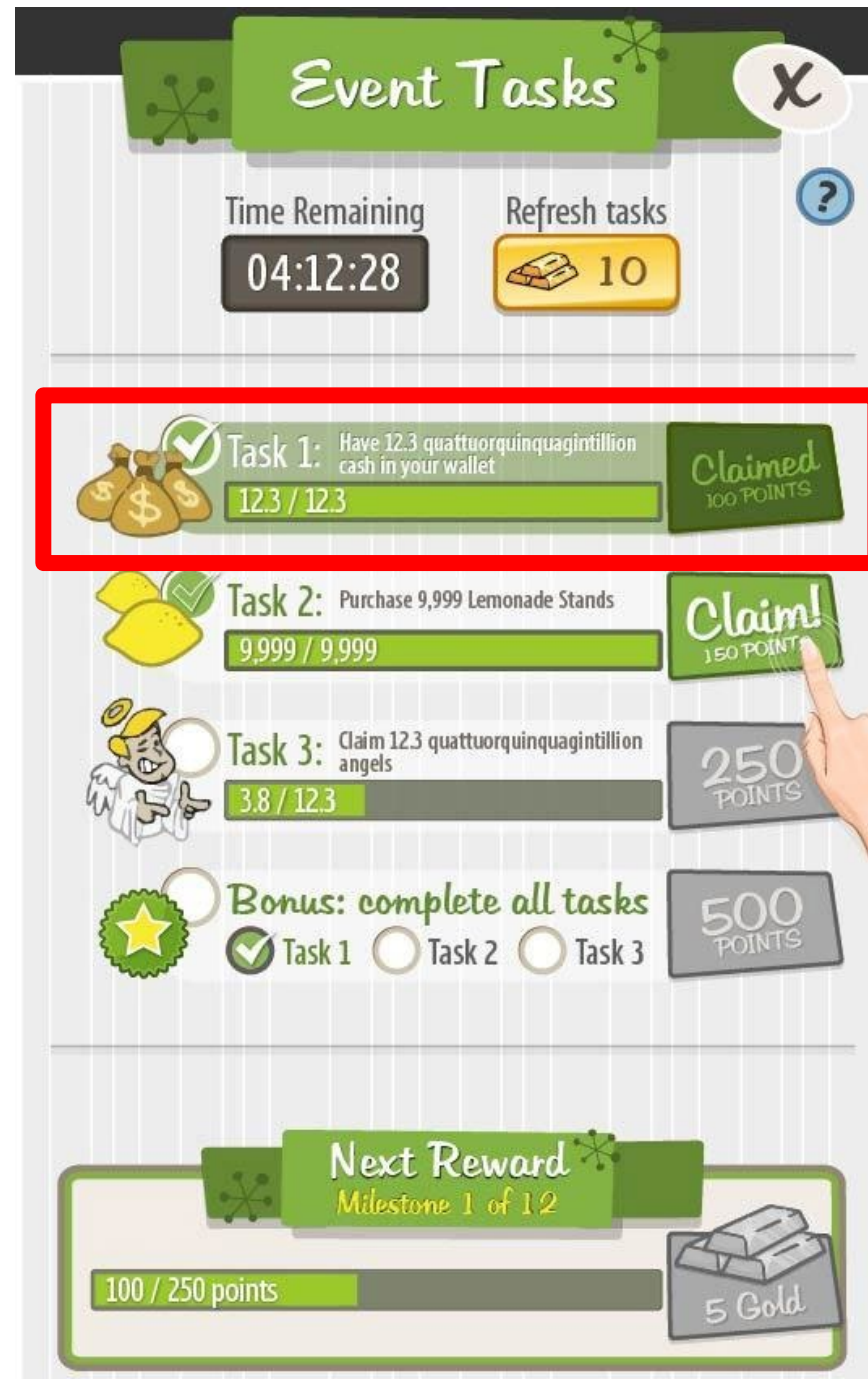 Event Tasks
X
?
Time Remaining
Refresh tasks
04:12:28
10
Task 1: Have 12.3 quattuorquinquagintillion
cash in your wallet
12.3 / 12.3
Claimed
100 POINTS
Task 2: Purchase 9,999 Lemonade Stands
9,999 / 9,999
Claim!
150 POINTS
Task 3: Claim 12.3 quattuorquinquagintillion
angels
3.8 / 12.3
250
POINTS
Bonus: complete all tasks
Task 1 Task 2 Task 3
500
POINTS
Next Reward
Milestone 1 of 12
100 / 250 points
5 Gold